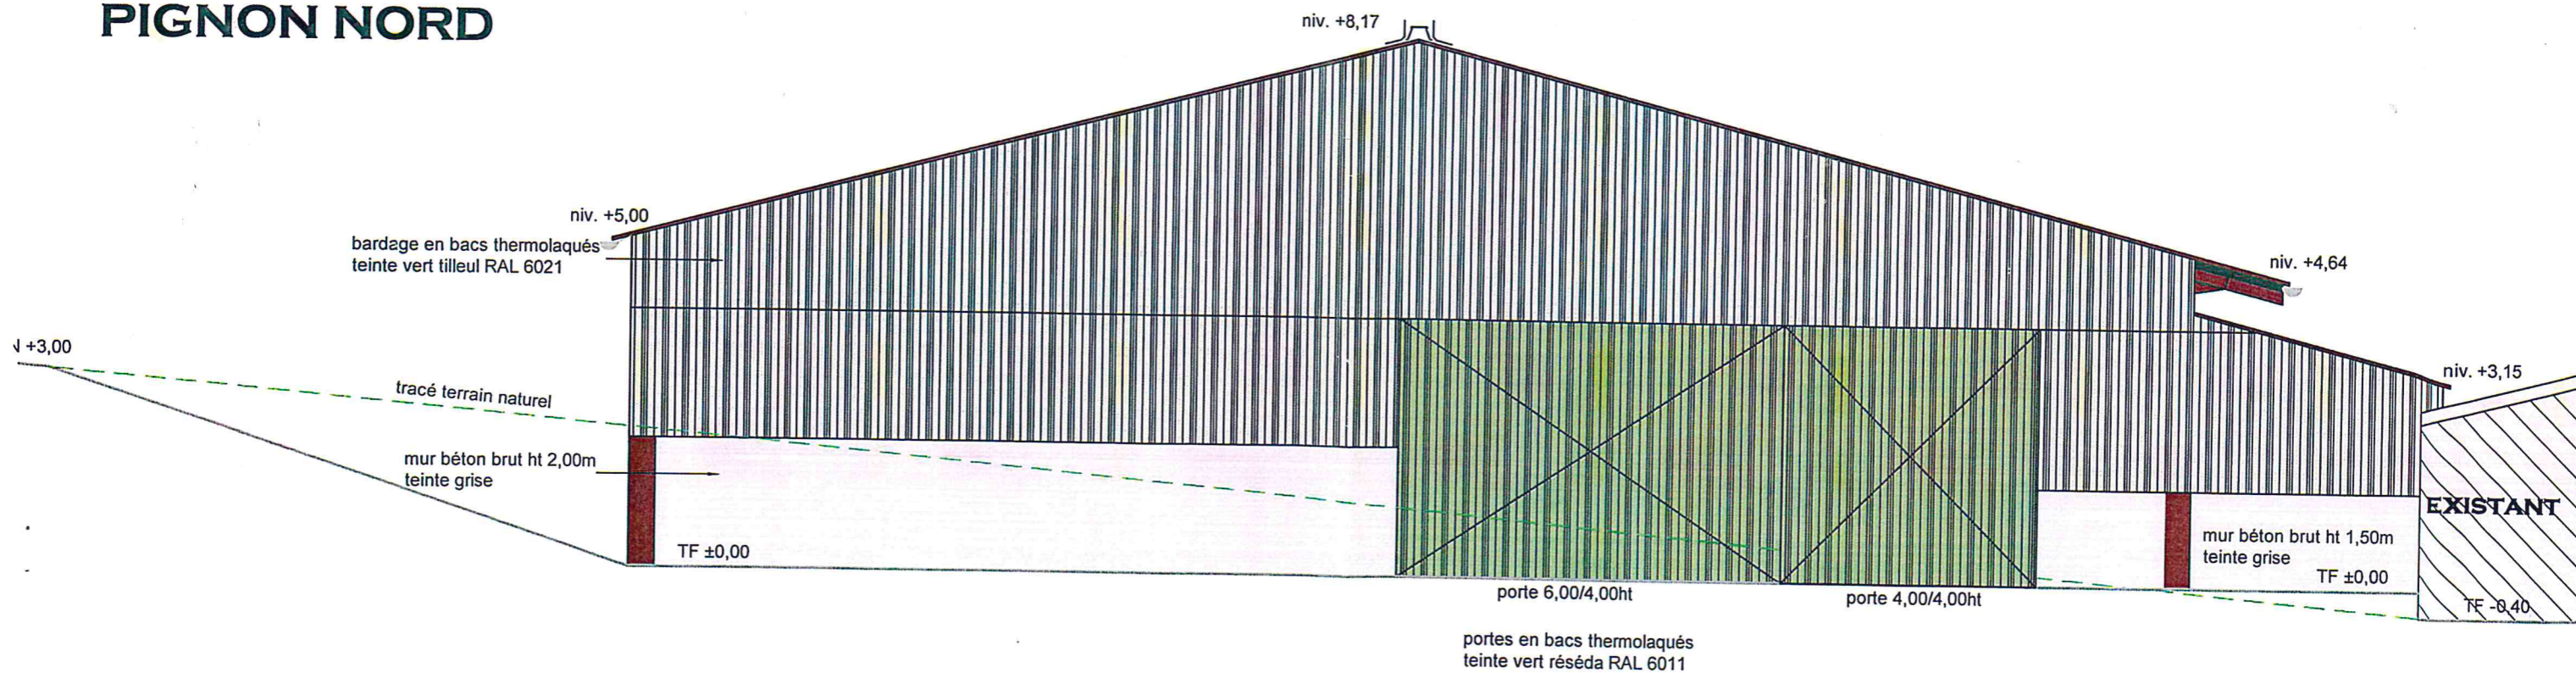 PIGNON NORD
niv. +8,17
niv. +5,00
bardage en bacs thermolaqués
teinte vert tilleul RAL 6021
niv. +4,64
+3,00
niv. +3,15
tracé terrain naturel
mur béton brut ht 2,00m
teinte grise
EXISTANT
mur béton brut ht 1,50m
teinte grise
TF ±0,00
TF ±0,00
porte 6,00/4,00ht
porte 4,00/4,00ht
TF -0,40
portes en bacs thermolaqués
teinte vert réséda RAL 6011